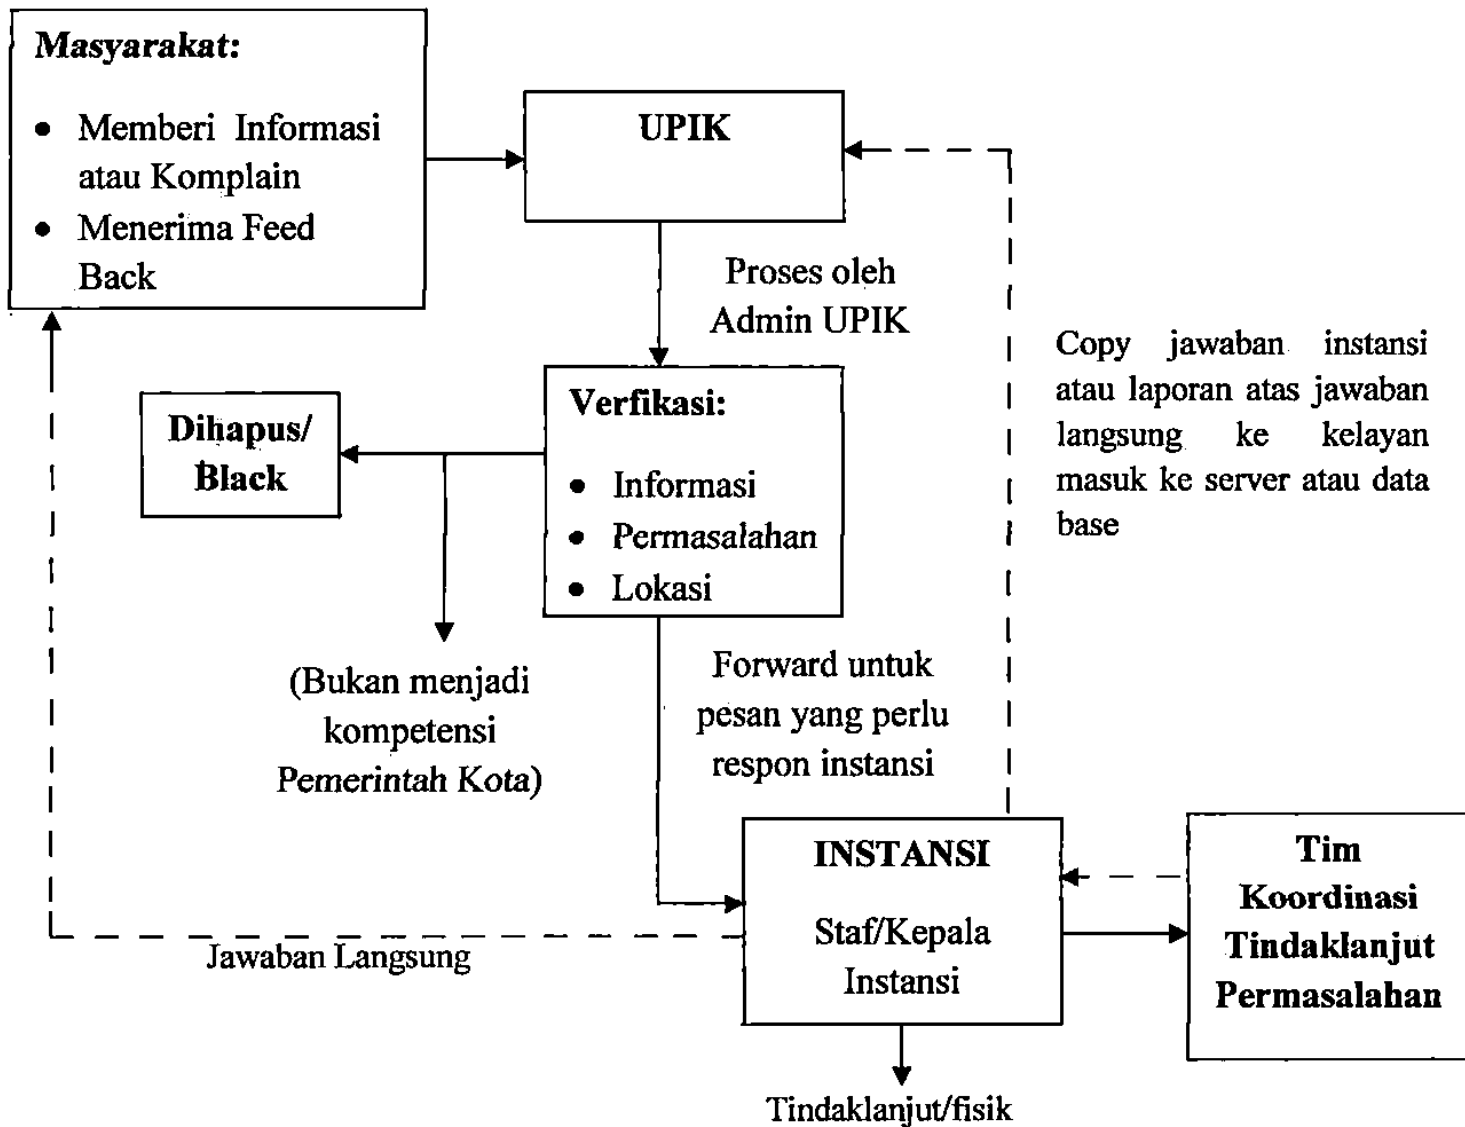 Masyarakat:
• Memberi Informasi
atau Komplain
• Menerima Feed
Back
UPIK
Proses oleh
Admin UPIK
Copy jawaban instansi
atau laporan atas jawaban
langsung ke kelayan
masuk ke server atau data
base
Dihapus/
Black
Verfikasi:
• Informasi
• Permasalahan
• Lokasi
(Bukan menjadi
kompetensi
Pemerintah Kota)
Forward untuk
pesan yang perlu
respon instansi
INSTANSI
Staf/Kepala
Instansi
Tim
Koordinasi
Tindaklanjut
Permasalahan
Jawaban Langsung
Tindaklanjut/fisik